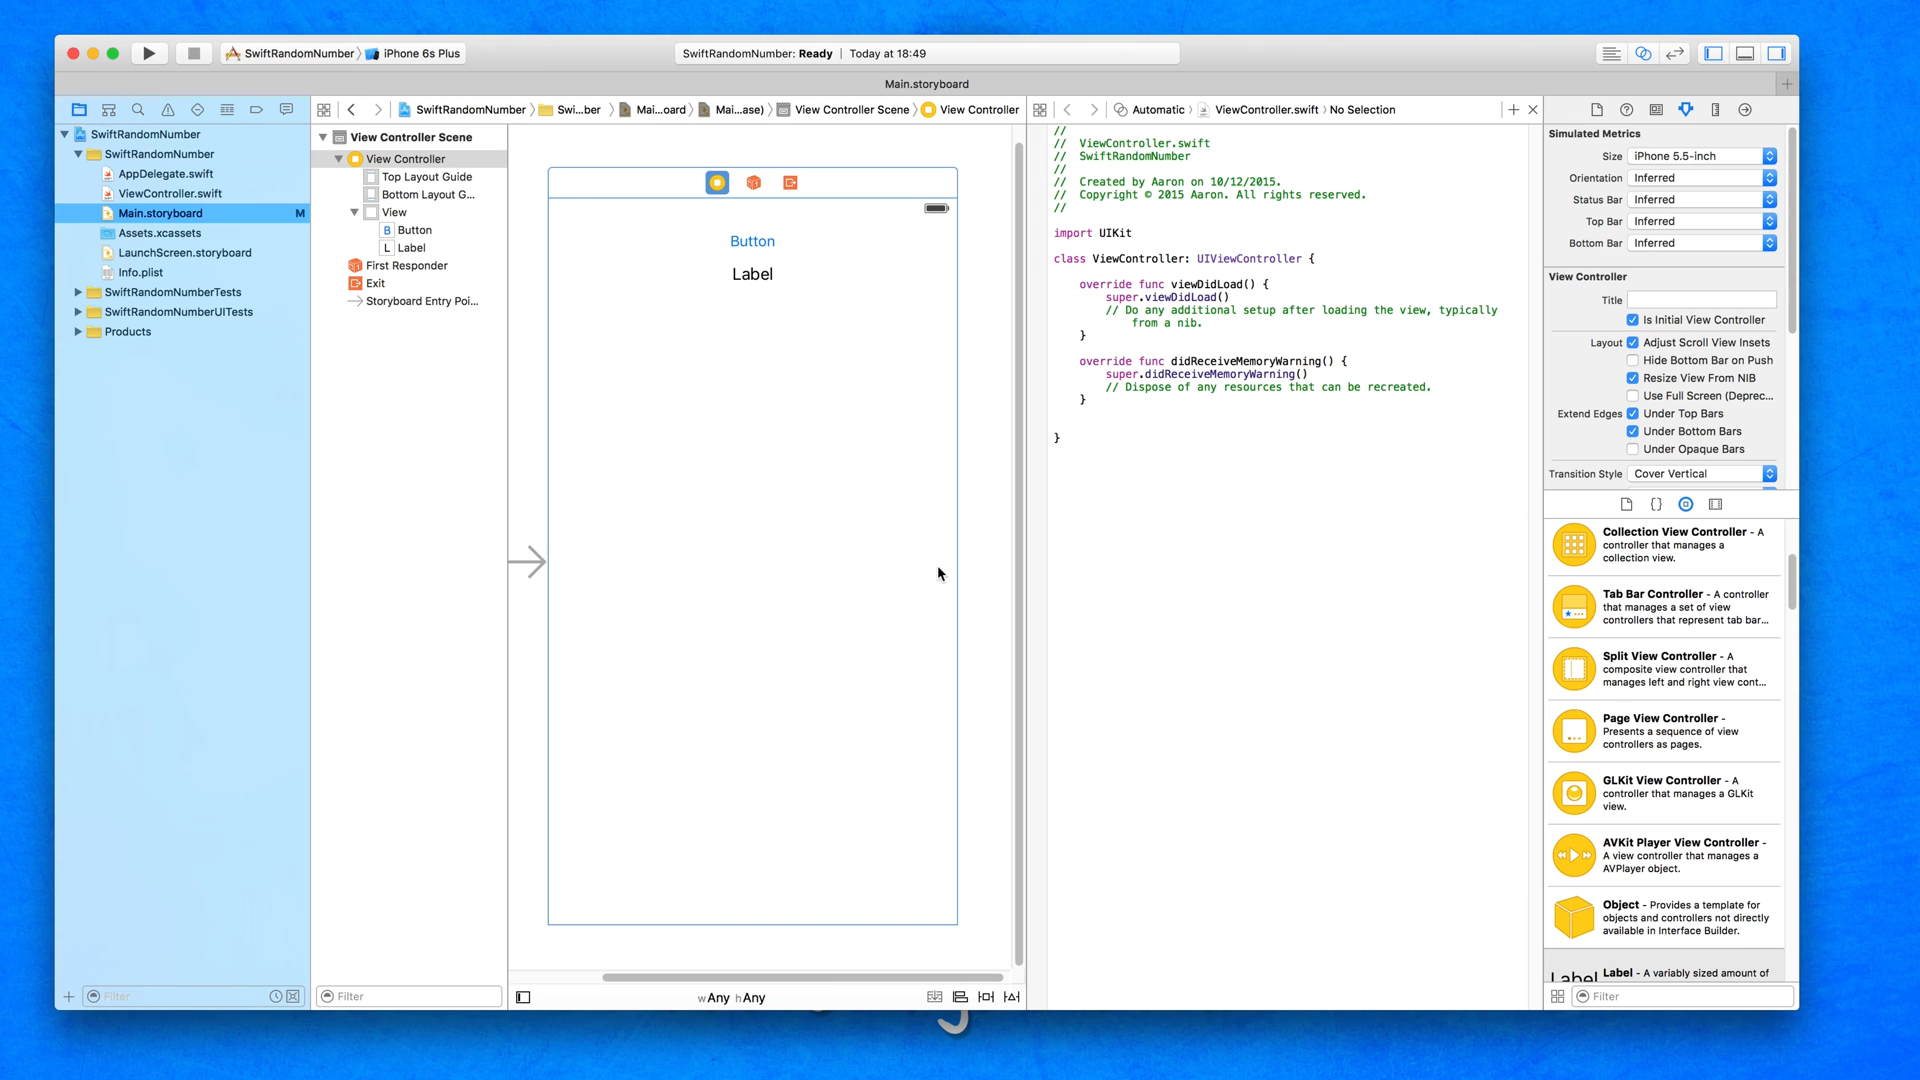 SwiftRandomNumber
iPhone 6s Plus
SwiftRandomNumber: Ready | Today at 18:49
Main.storyboard
SwiftRandomNumber
SwiftRandomNumber
AppDelegate.swift
ViewController.swift
Main.storyboard M
Assets.xcassets
LaunchScreen.storyboard
Info.plist
SwiftRandomNumberTests
SwiftRandomNumberUITests
Products
Filter
SwiftRandomNumber
Swi...ber
Mai...oard
Mai...ase)
View Controller Scene
View Controller
View Controller Scene
View Controller
Top Layout Guide
Bottom Layout G...
View
B Button
L Label
First Responder
Exit
Storyboard Entry Poi...
Filter
Button
Label
wAny hAny
Automatic
ViewController.swift
No Selection
//
// ViewController.swift
// SwiftRandomNumber
//
// Created by Aaron on 10/12/2015.
// Copyright © 2015 Aaron. All rights reserved.
//
import UIKit
class ViewController: UIViewController {
override func viewDidLoad() {
super.viewDidLoad()
// Do any additional setup after loading the view, typically
from a nib.
}
override func didReceiveMemoryWarning() {
super.didReceiveMemoryWarning()
// Dispose of any resources that can be recreated.
}
}
Simulated Metrics
Size iPhone 5.5-inch
Orientation Inferred
Status Bar Inferred
Top Bar Inferred
Bottom Bar Inferred
View Controller
Title
Is Initial View Controller
Layout Adjust Scroll View Insets
Hide Bottom Bar on Push
Resize View From NIB
Use Full Screen (Deprec...
Extend Edges Under Top Bars
Under Bottom Bars
Under Opaque Bars
Transition Style Cover Vertical
{}
Collection View Controller - A
controller that manages a
collection view.
Tab Bar Controller - A controller
that manages a set of view
controllers that represent tab bar...
Split View Controller - A
composite view controller that
manages left and right view cont...
Page View Controller -
Presents a sequence of view
controllers as pages.
GLKit View Controller - A
controller that manages a GLKit
view.
AVKit Player View Controller -
A view controller that manages a
AVPlayer object.
Object - Provides a template for
objects and controllers not directly
available in Interface Builder.
Label
Label - A variably sized amount of
Filter